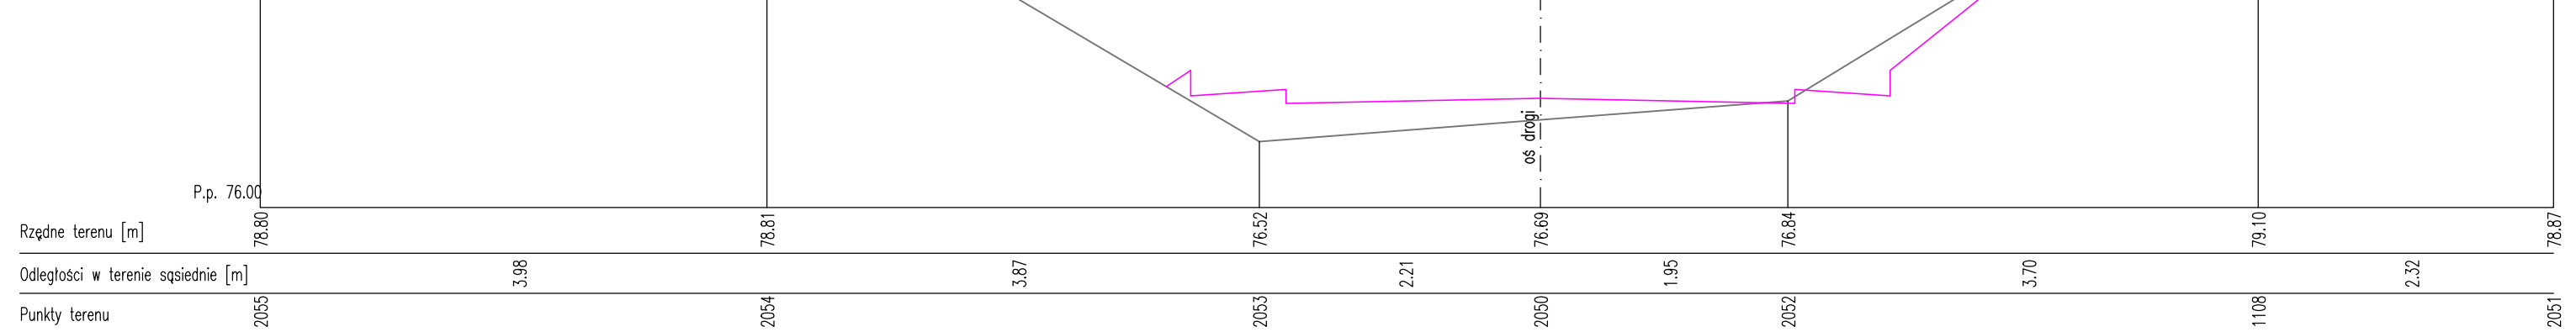 oś drogi
P.p. 76.00
Rzędne terenu [m] 78.80 78.81 76.52 76.69 76.84 79.10 78.87
Odległości w terenie sąsiednie [m] 3.98 3.87 2.21 1.95 3.70 2.32
Punkty terenu 2055 2054 2053 2050 2052 1108 2051